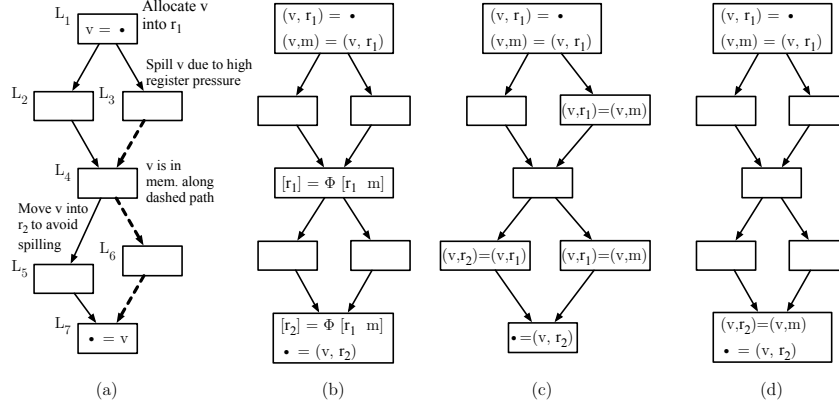 L1
v = •
Allocate v
into r1
L2
L3
Spill v due to high
register pressure
L4
v is in
mem. along
dashed path
Move v into
r2 to avoid
spilling
L5
L6
L7
• = v
(a)
(v, r1) = •
(v,m) = (v, r1)
[r1] = Φ [r1 m]
[r2] = Φ [r1 m]
• = (v, r2)
(b)
(v, r1) = •
(v,m) = (v, r1)
(v,r1)=(v,m)
(v,r2)=(v,r1)
(v,r1)=(v,m)
•=(v, r2)
(c)
(v, r1) = •
(v,m) = (v, r1)
(v,r2)=(v,m)
• = (v, r2)
(d)